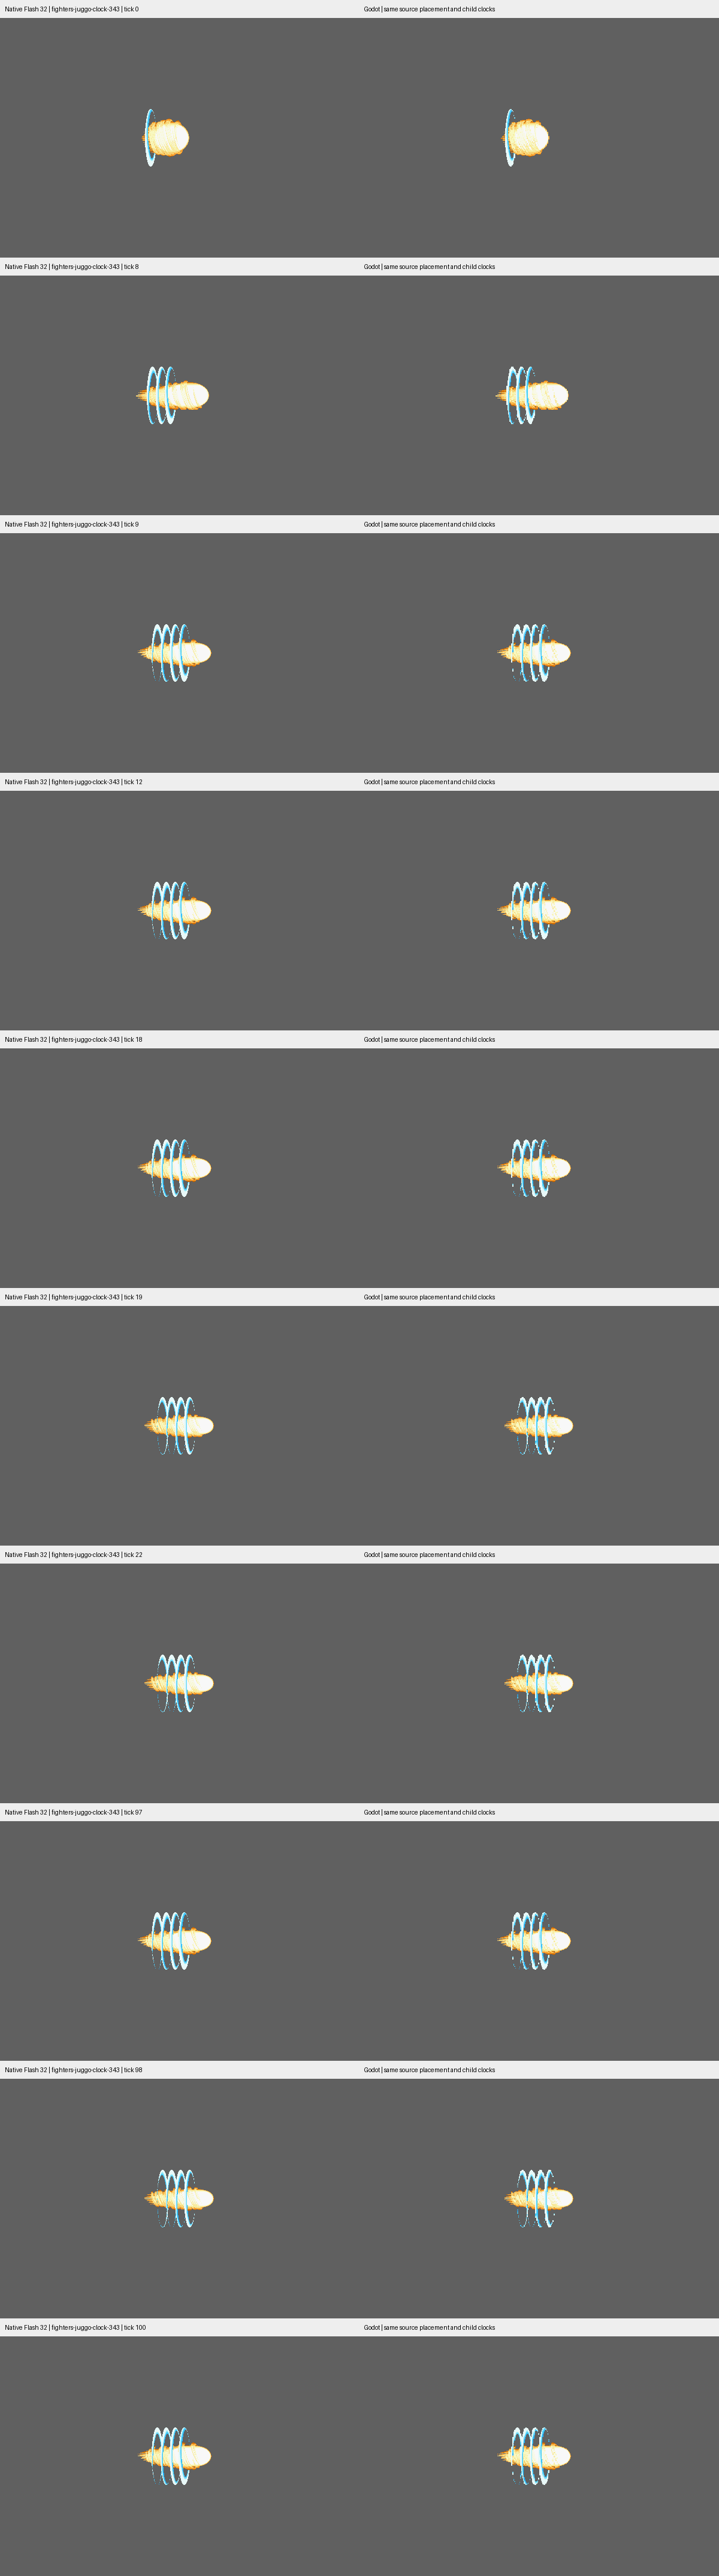 Native Flash 32 | fighters-juggo-clock-343 | tick 0
Godot | same source placement and child clocks
Native Flash 32 | fighters-juggo-clock-343 | tick 8
Godot | same source placement and child clocks
Native Flash 32 | fighters-juggo-clock-343 | tick 9
Godot | same source placement and child clocks
Native Flash 32 | fighters-juggo-clock-343 | tick 12
Godot | same source placement and child clocks
Native Flash 32 | fighters-juggo-clock-343 | tick 18
Godot | same source placement and child clocks
Native Flash 32 | fighters-juggo-clock-343 | tick 19
Godot | same source placement and child clocks
Native Flash 32 | fighters-juggo-clock-343 | tick 22
Godot | same source placement and child clocks
Native Flash 32 | fighters-juggo-clock-343 | tick 97
Godot | same source placement and child clocks
Native Flash 32 | fighters-juggo-clock-343 | tick 98
Godot | same source placement and child clocks
Native Flash 32 | fighters-juggo-clock-343 | tick 100
Godot | same source placement and child clocks